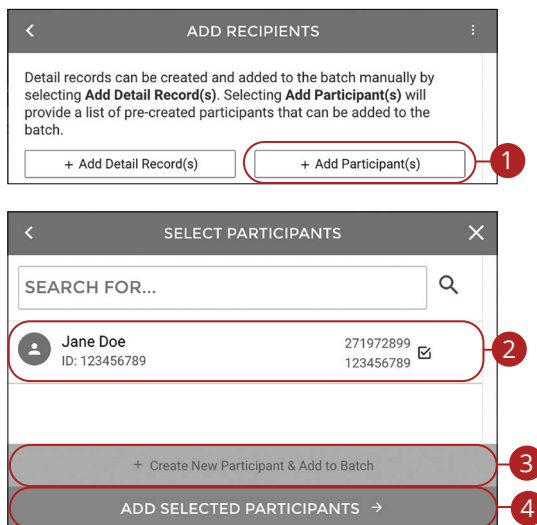 ADD RECIPIENTS
Detail records can be created and added to the batch manually by
selecting Add Detail Record(s). Selecting Add Participant(s) will
provide a list of pre-created participants that can be added to the
batch.
+ Add Detail Record(s)
+ Add Participant(s)
1
SELECT PARTICIPANTS
SEARCH FOR...
Jane Doe
271972899
ID: 123456789
123456789
2
+ Create New Participant & Add to Batch
3
ADD SELECTED PARTICIPANTS →
4